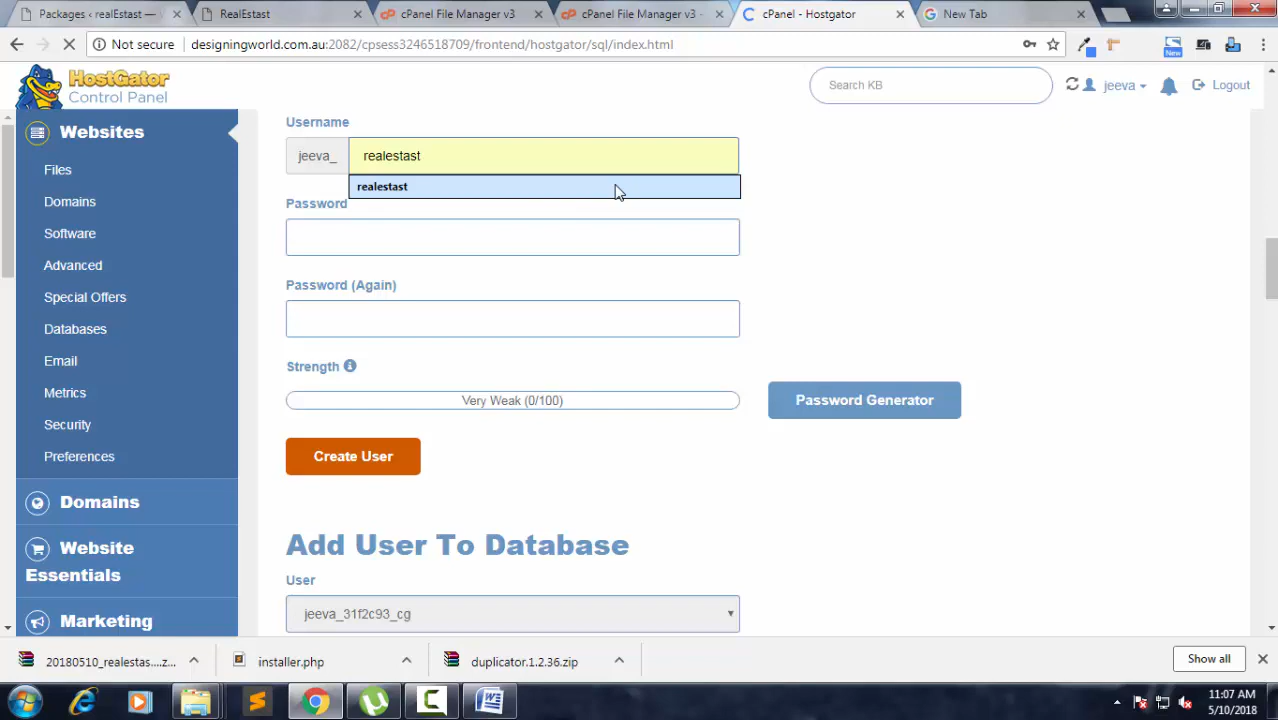 Packages ‹ realEstast — W
RealEstast
cPanel File Manager v3
cPanel File Manager v3 -
cPanel - Hostgator
New Tab
Not secure
designingworld.com.au:2082/cpsess3246518705/frontend/hostgator/sql/index.html
New
HostGator
Control Panel
Search KB
jeeva
Logout
Websites
Files
Domains
Software
Advanced
Special Offers
Databases
Email
Metrics
Security
Preferences
Domains
Website
Essentials
Marketing
Username
jeeva_
realestast
realestast
Password
Password (Again)
Strength
Very Weak (0/100)
Password Generator
Create User
Add User To Database
User
jeeva_31f2c93_cg
20180510_realestas....z...
installer.php
duplicator.1.2.36.zip
Show all
11:07 AM
5/10/2018